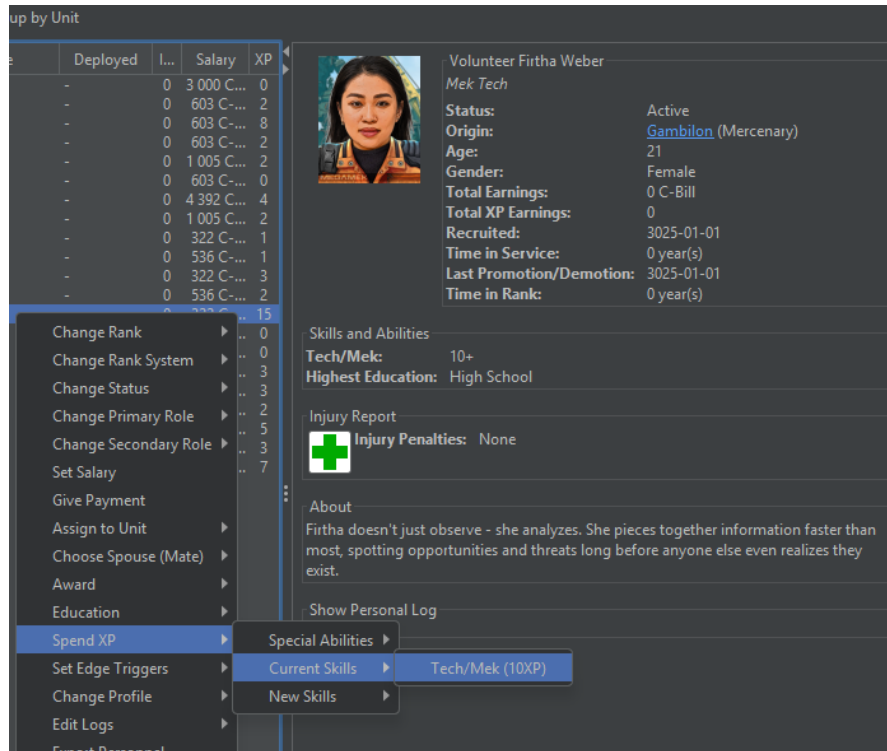 up by Unit
Deployed I... Salary XP
- 0 3 000 C... 0
- 0 603 C-... 2
- 0 603 C-... 8
- 0 603 C-... 2
- 0 1 005 C... 2
- 0 603 C-... 0
- 0 4 392 C... 4
- 0 1 005 C... 2
- 0 322 C-... 1
- 0 536 C-... 1
- 0 322 C-... 3
- 0 536 C-... 2
15
.. 0
.. 0
.. 3
.. 3
.. 2
.. 5
.. 3
.. 7
Change Rank
Change Rank System
Change Status
Change Primary Role
Change Secondary Role
Set Salary
Give Payment
Assign to Unit
Choose Spouse (Mate)
Award
Education
Spend XP
Set Edge Triggers
Change Profile
Edit Logs
Export Personnel
Special Abilities
Current Skills
New Skills
Tech/Mek (10XP)
MEGAMEK
Volunteer Firtha Weber
Mek Tech
Status: Active
Origin: Gambilon (Mercenary)
Age: 21
Gender: Female
Total Earnings: 0 C-Bill
Total XP Earnings: 0
Recruited: 3025-01-01
Time in Service: 0 year(s)
Last Promotion/Demotion: 3025-01-01
Time in Rank: 0 year(s)
Skills and Abilities
Tech/Mek: 10+
Highest Education: High School
Injury Report
Injury Penalties: None
About
Firtha doesn't just observe - she analyzes. She pieces together information faster than
most, spotting opportunities and threats long before anyone else even realizes they
exist.
Show Personal Log